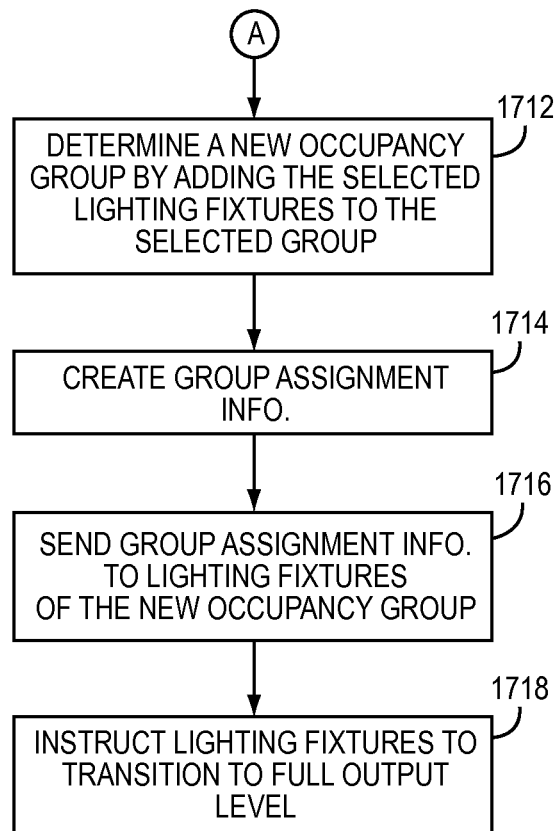 A
1712
DETERMINE A NEW OCCUPANCY
GROUP BY ADDING THE SELECTED
LIGHTING FIXTURES TO THE
SELECTED GROUP
1714
CREATE GROUP ASSIGNMENT
INFO.
1716
SEND GROUP ASSIGNMENT INFO.
TO LIGHTING FIXTURES
OF THE NEW OCCUPANCY GROUP
1718
INSTRUCT LIGHTING FIXTURES TO
TRANSITION TO FULL OUTPUT
LEVEL